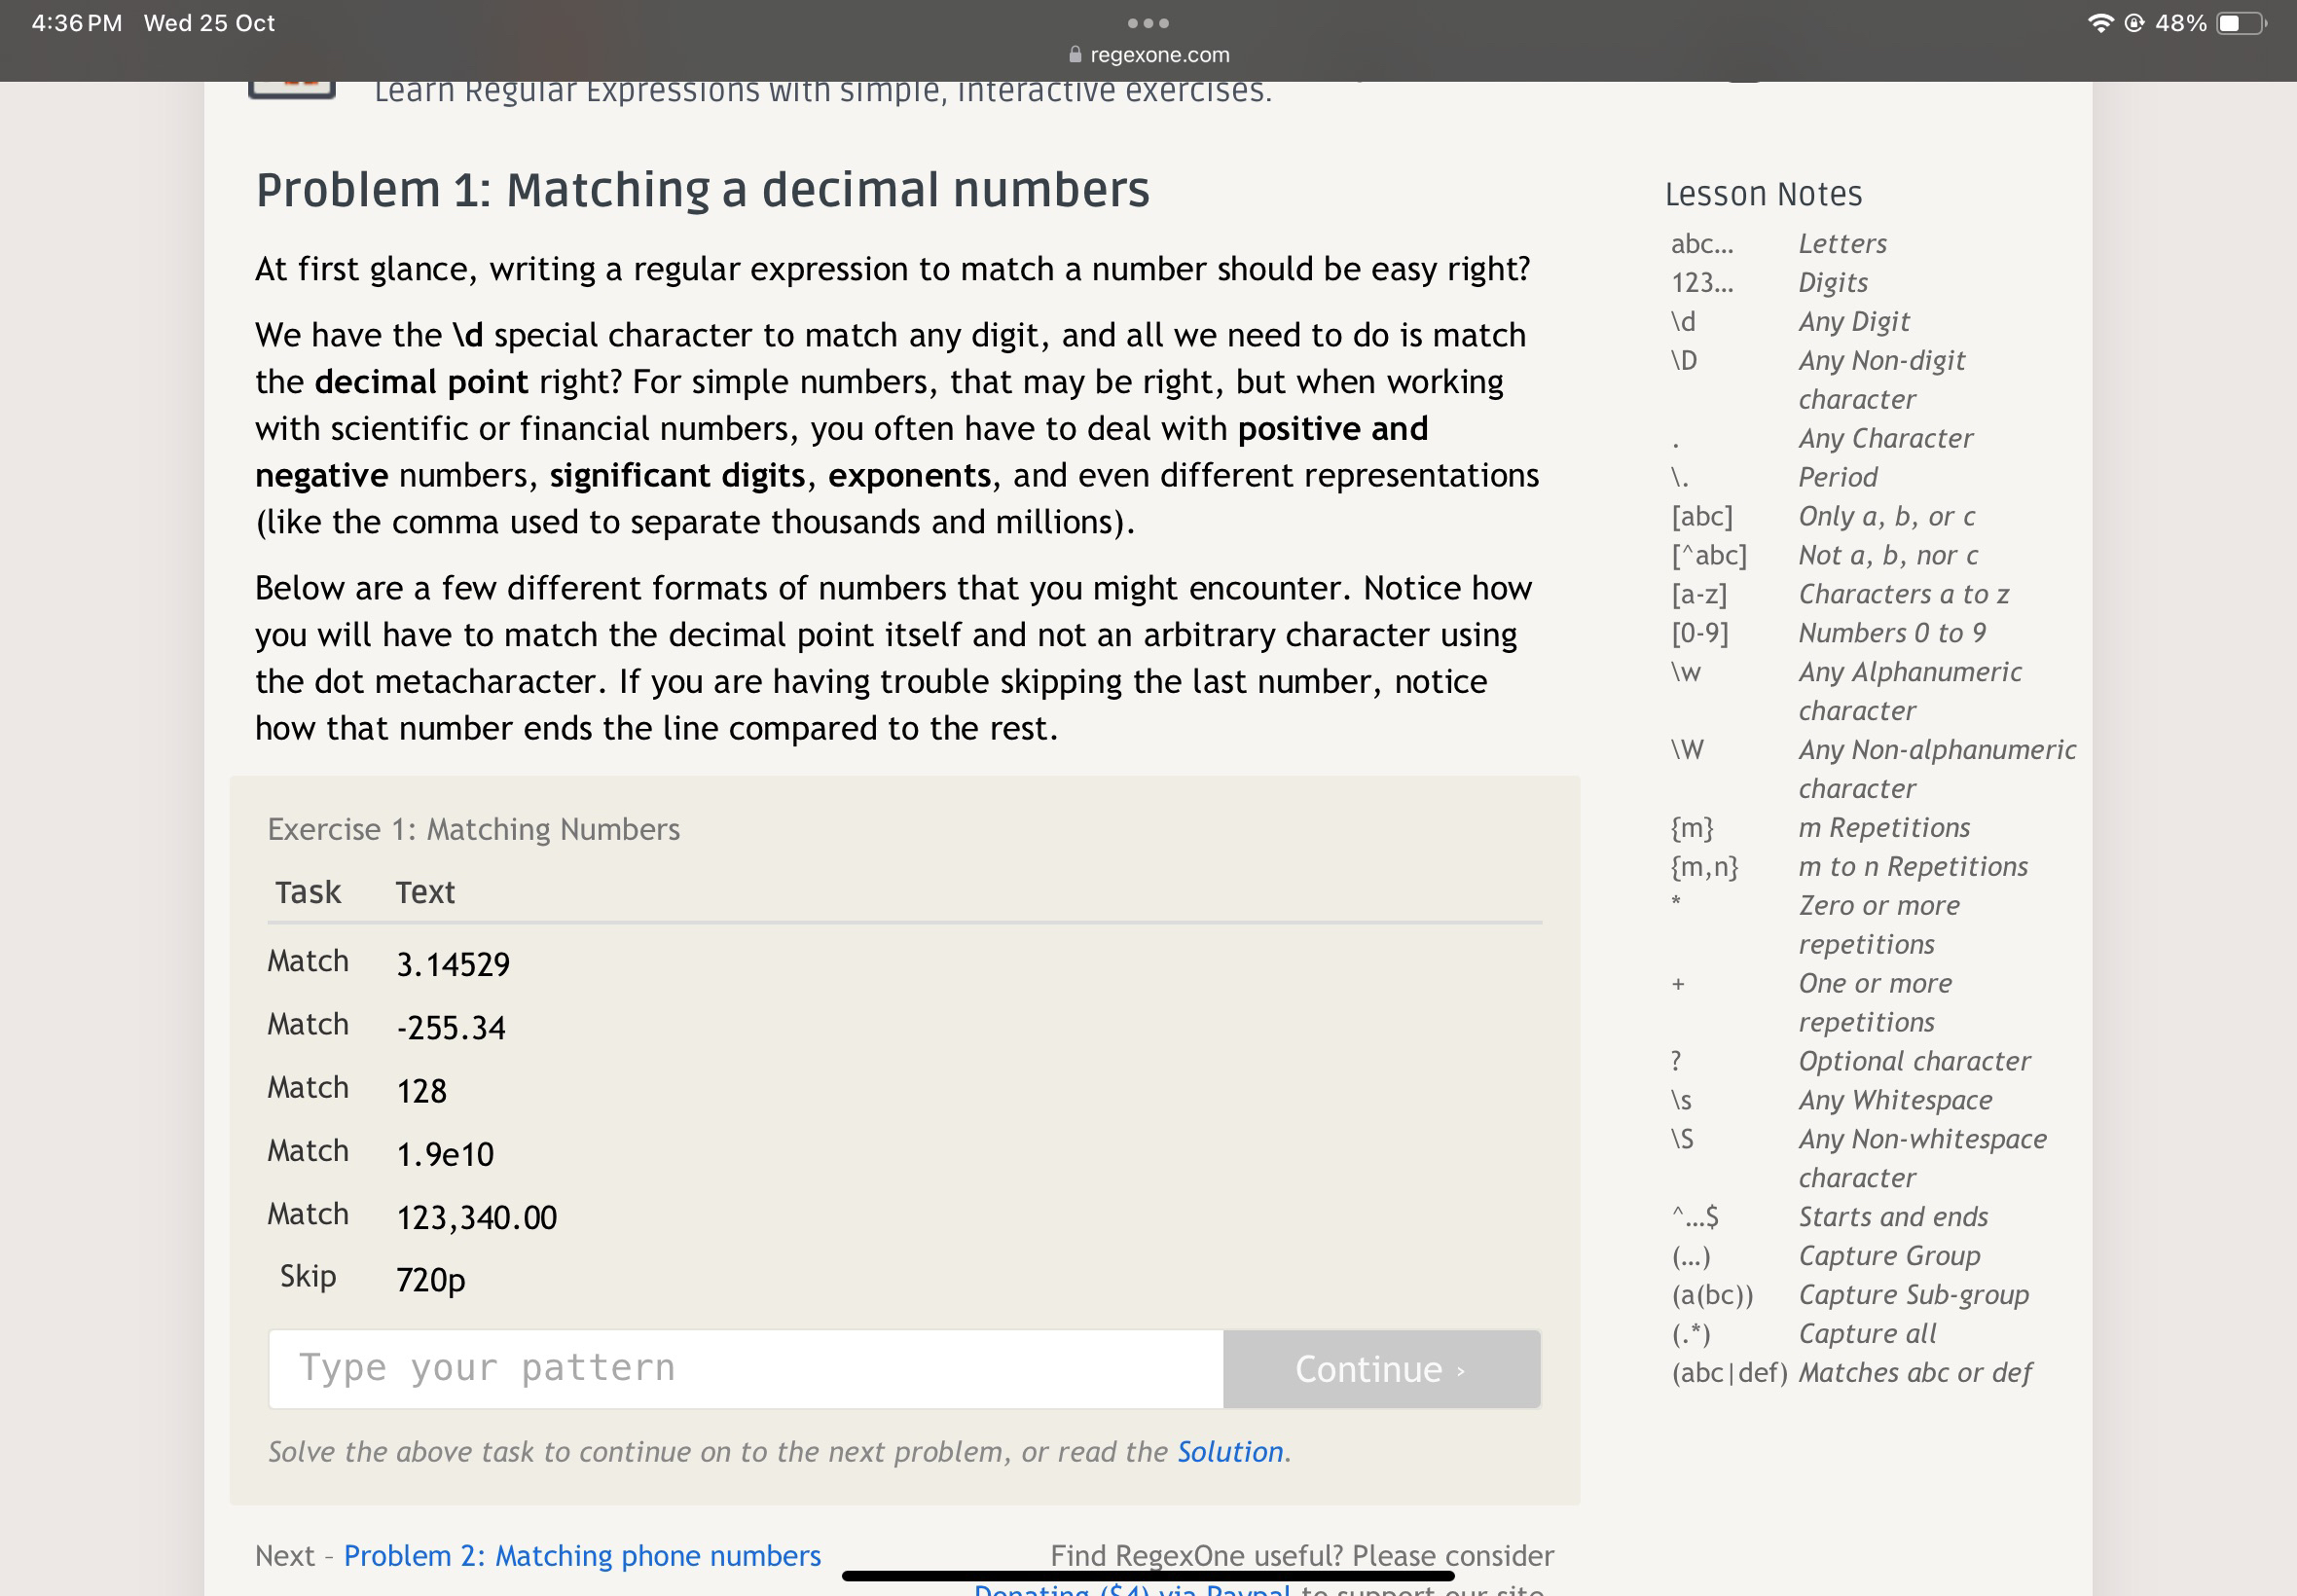 4:36 PM Wed 25 Oct
48%
regexone.com
Learn Regular Expressions with simple, interactive exercises.
Problem 1: Matching a decimal numbers
At first glance, writing a regular expression to match a number should be easy right?
We have the \d special character to match any digit, and all we need to do is match
the decimal point right? For simple numbers, that may be right, but when working
with scientific or financial numbers, you often have to deal with positive and
negative numbers, significant digits, exponents, and even different representations
(like the comma used to separate thousands and millions).
Below are a few different formats of numbers that you might encounter. Notice how
you will have to match the decimal point itself and not an arbitrary character using
the dot metacharacter. If you are having trouble skipping the last number, notice
how that number ends the line compared to the rest.
Exercise 1: Matching Numbers
Task Text
Match 3.14529
Match -255.34
Match 128
Match 1.9e10
Match 123,340.00
Skip 720p
Type your pattern
Continue ›
Solve the above task to continue on to the next problem, or read the Solution.
Next – Problem 2: Matching phone numbers
Find RegexOne useful? Please consider
Donating ($4) via Paypal to support our site.
Lesson Notes
abc… Letters
123… Digits
\d Any Digit
\D Any Non-digit
character
. Any Character
\. Period
[abc] Only a, b, or c
[^abc] Not a, b, nor c
[a-z] Characters a to z
[0-9] Numbers 0 to 9
\w Any Alphanumeric
character
\W Any Non-alphanumeric
character
{m} m Repetitions
{m,n} m to n Repetitions
* Zero or more
repetitions
+ One or more
repetitions
? Optional character
\s Any Whitespace
\S Any Non-whitespace
character
^…$ Starts and ends
(…) Capture Group
(a(bc)) Capture Sub-group
(.*) Capture all
(abc|def) Matches abc or def